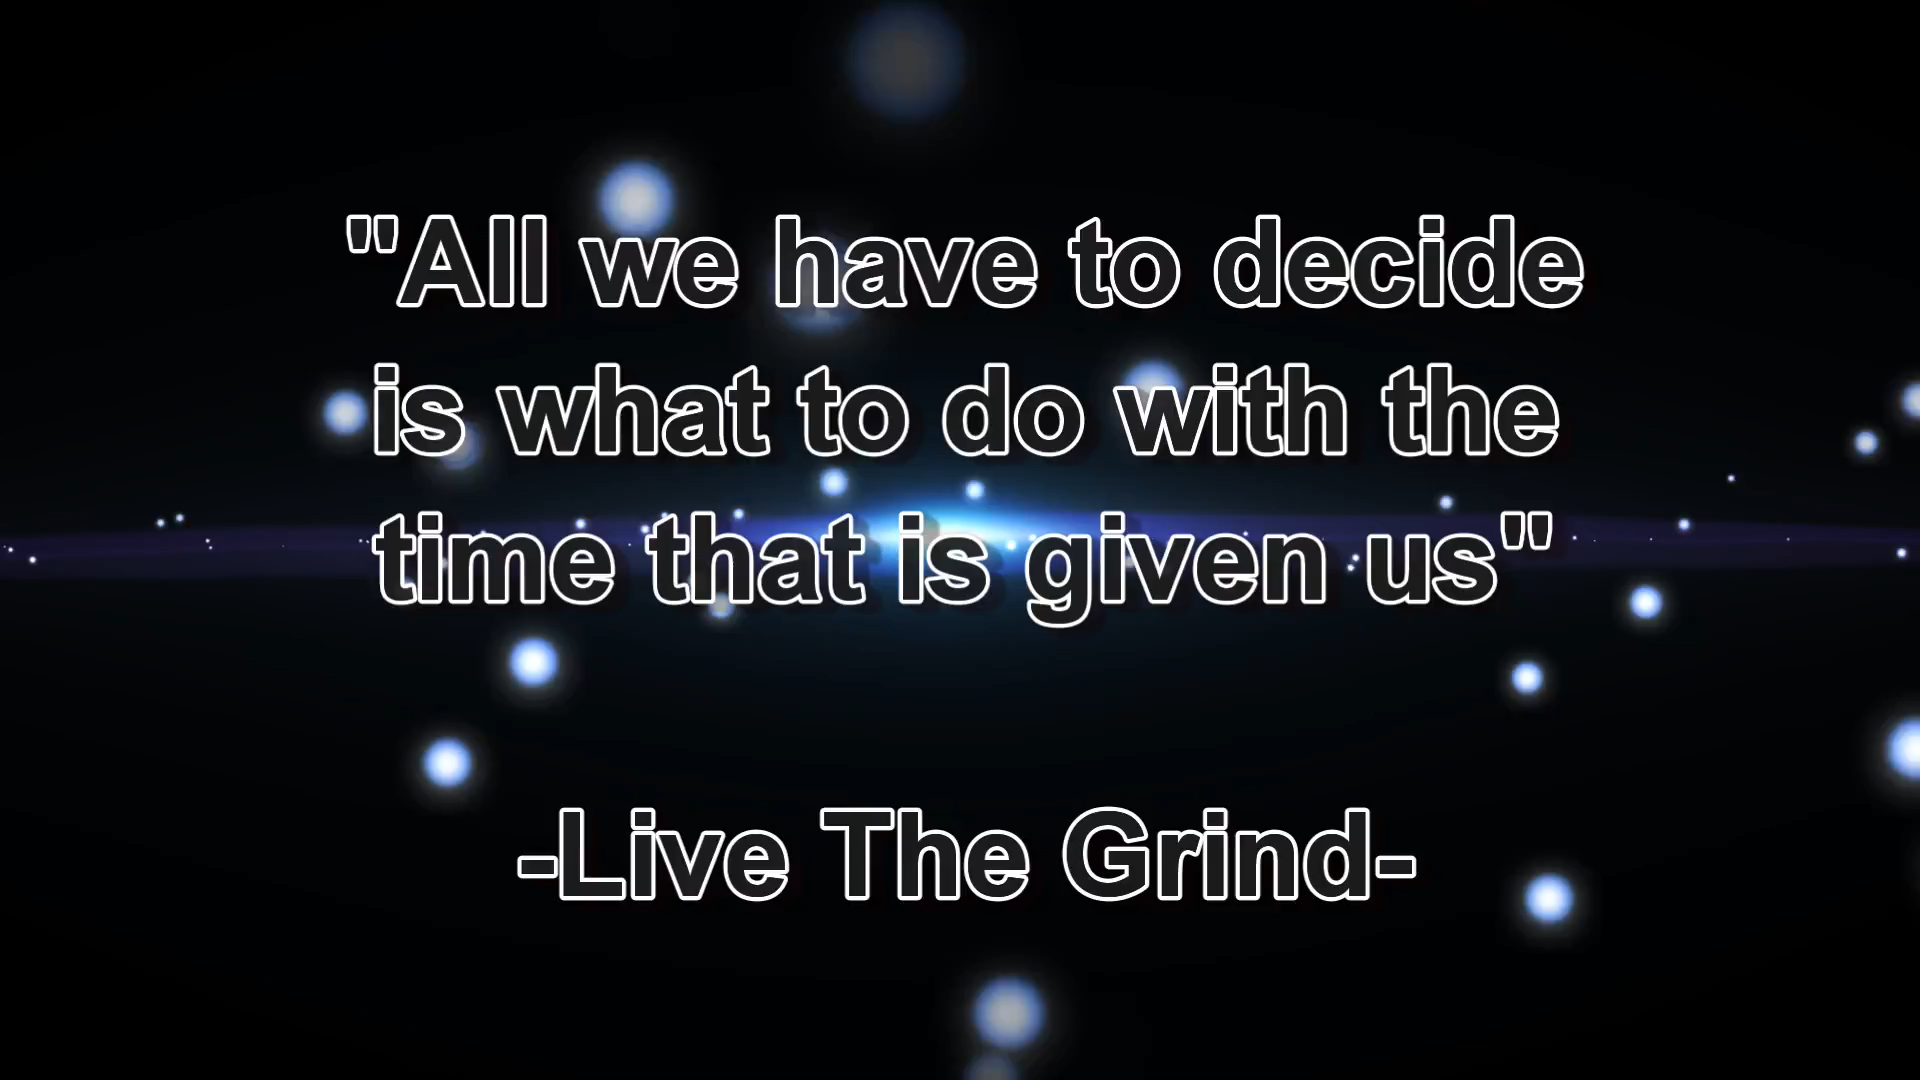 "All we have to decide
is what to do with the
time that is given us"
-Live The Grind-